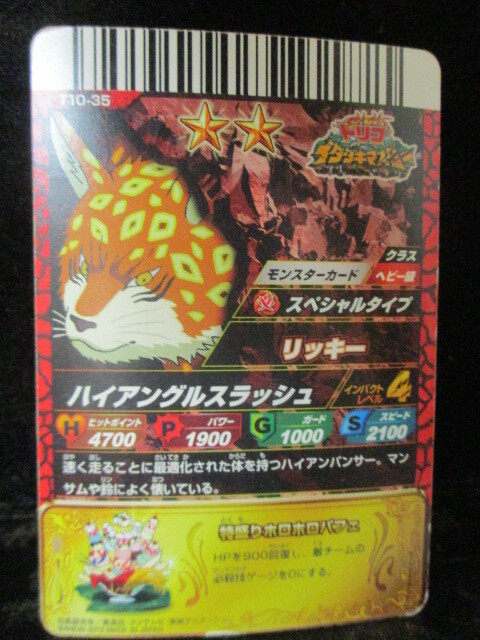 T10-35
トリコ
クラス
モンスターカード
ヘビー級
スペシャルタイプ
リッキー
ハイアングルスラッシュ
インパクトレベル 4
H ヒットポイント 4700
P パワー 1900
G ガード 1000
S スピード 2100
速く走ることに最適化された体を持つハイアンパンサー。マン
サムや鈴によく懐いている。
特盛りホロホロパフェ
HPを900回復し、敵チームの
必殺技ゲージを0にする。
BANDAI 2012 MADE IN JAPAN